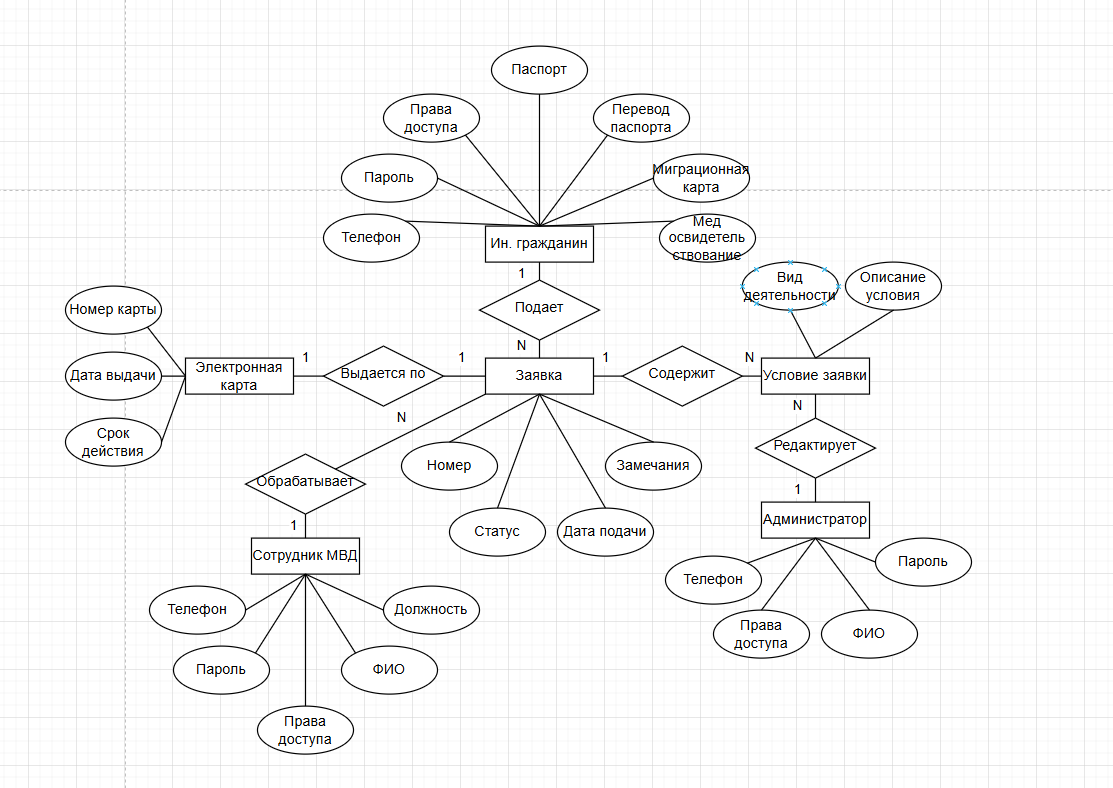 Паспорт
Права
доступа
Перевод
паспорта
Пароль
Миграционная
карта
Телефон
Ин. гражданин
Мед
освидетель
ствование
1
Подает
N
Вид
деятельности
Описание
условия
Номер карты
Дата выдачи
Срок
действия
Электронная
карта
1
Выдается по
1
Заявка
1
Содержит
N
Условие заявки
N
N
Редактирует
1
Администратор
Номер
Замечания
Статус
Дата подачи
Обрабатывает
1
Сотрудник МВД
Телефон
Пароль
Права
доступа
ФИО
Должность
Телефон
Права
доступа
ФИО
Пароль